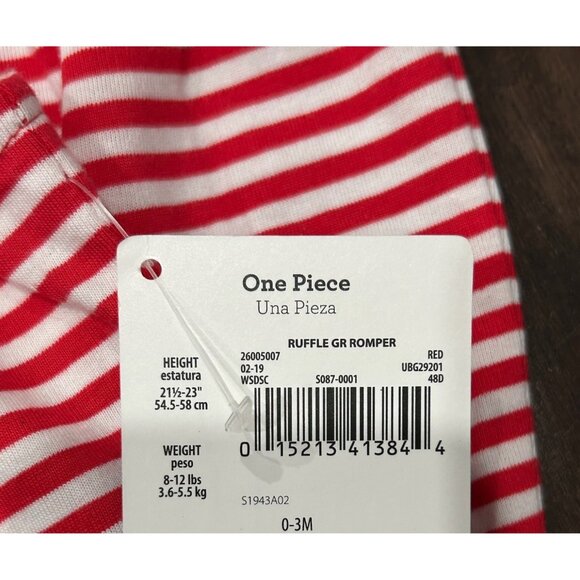 One Piece
Una Pieza
RUFFLE GR ROMPER
26005007 RED
02-19 UBG29201
WSDSC S087-0001 48D
HEIGHT
estatura
21½-23"
54.5-58 cm
WEIGHT
peso
8-12 lbs
3.6-5.5 kg
0 15213 41384 4
S1943A02
0-3M